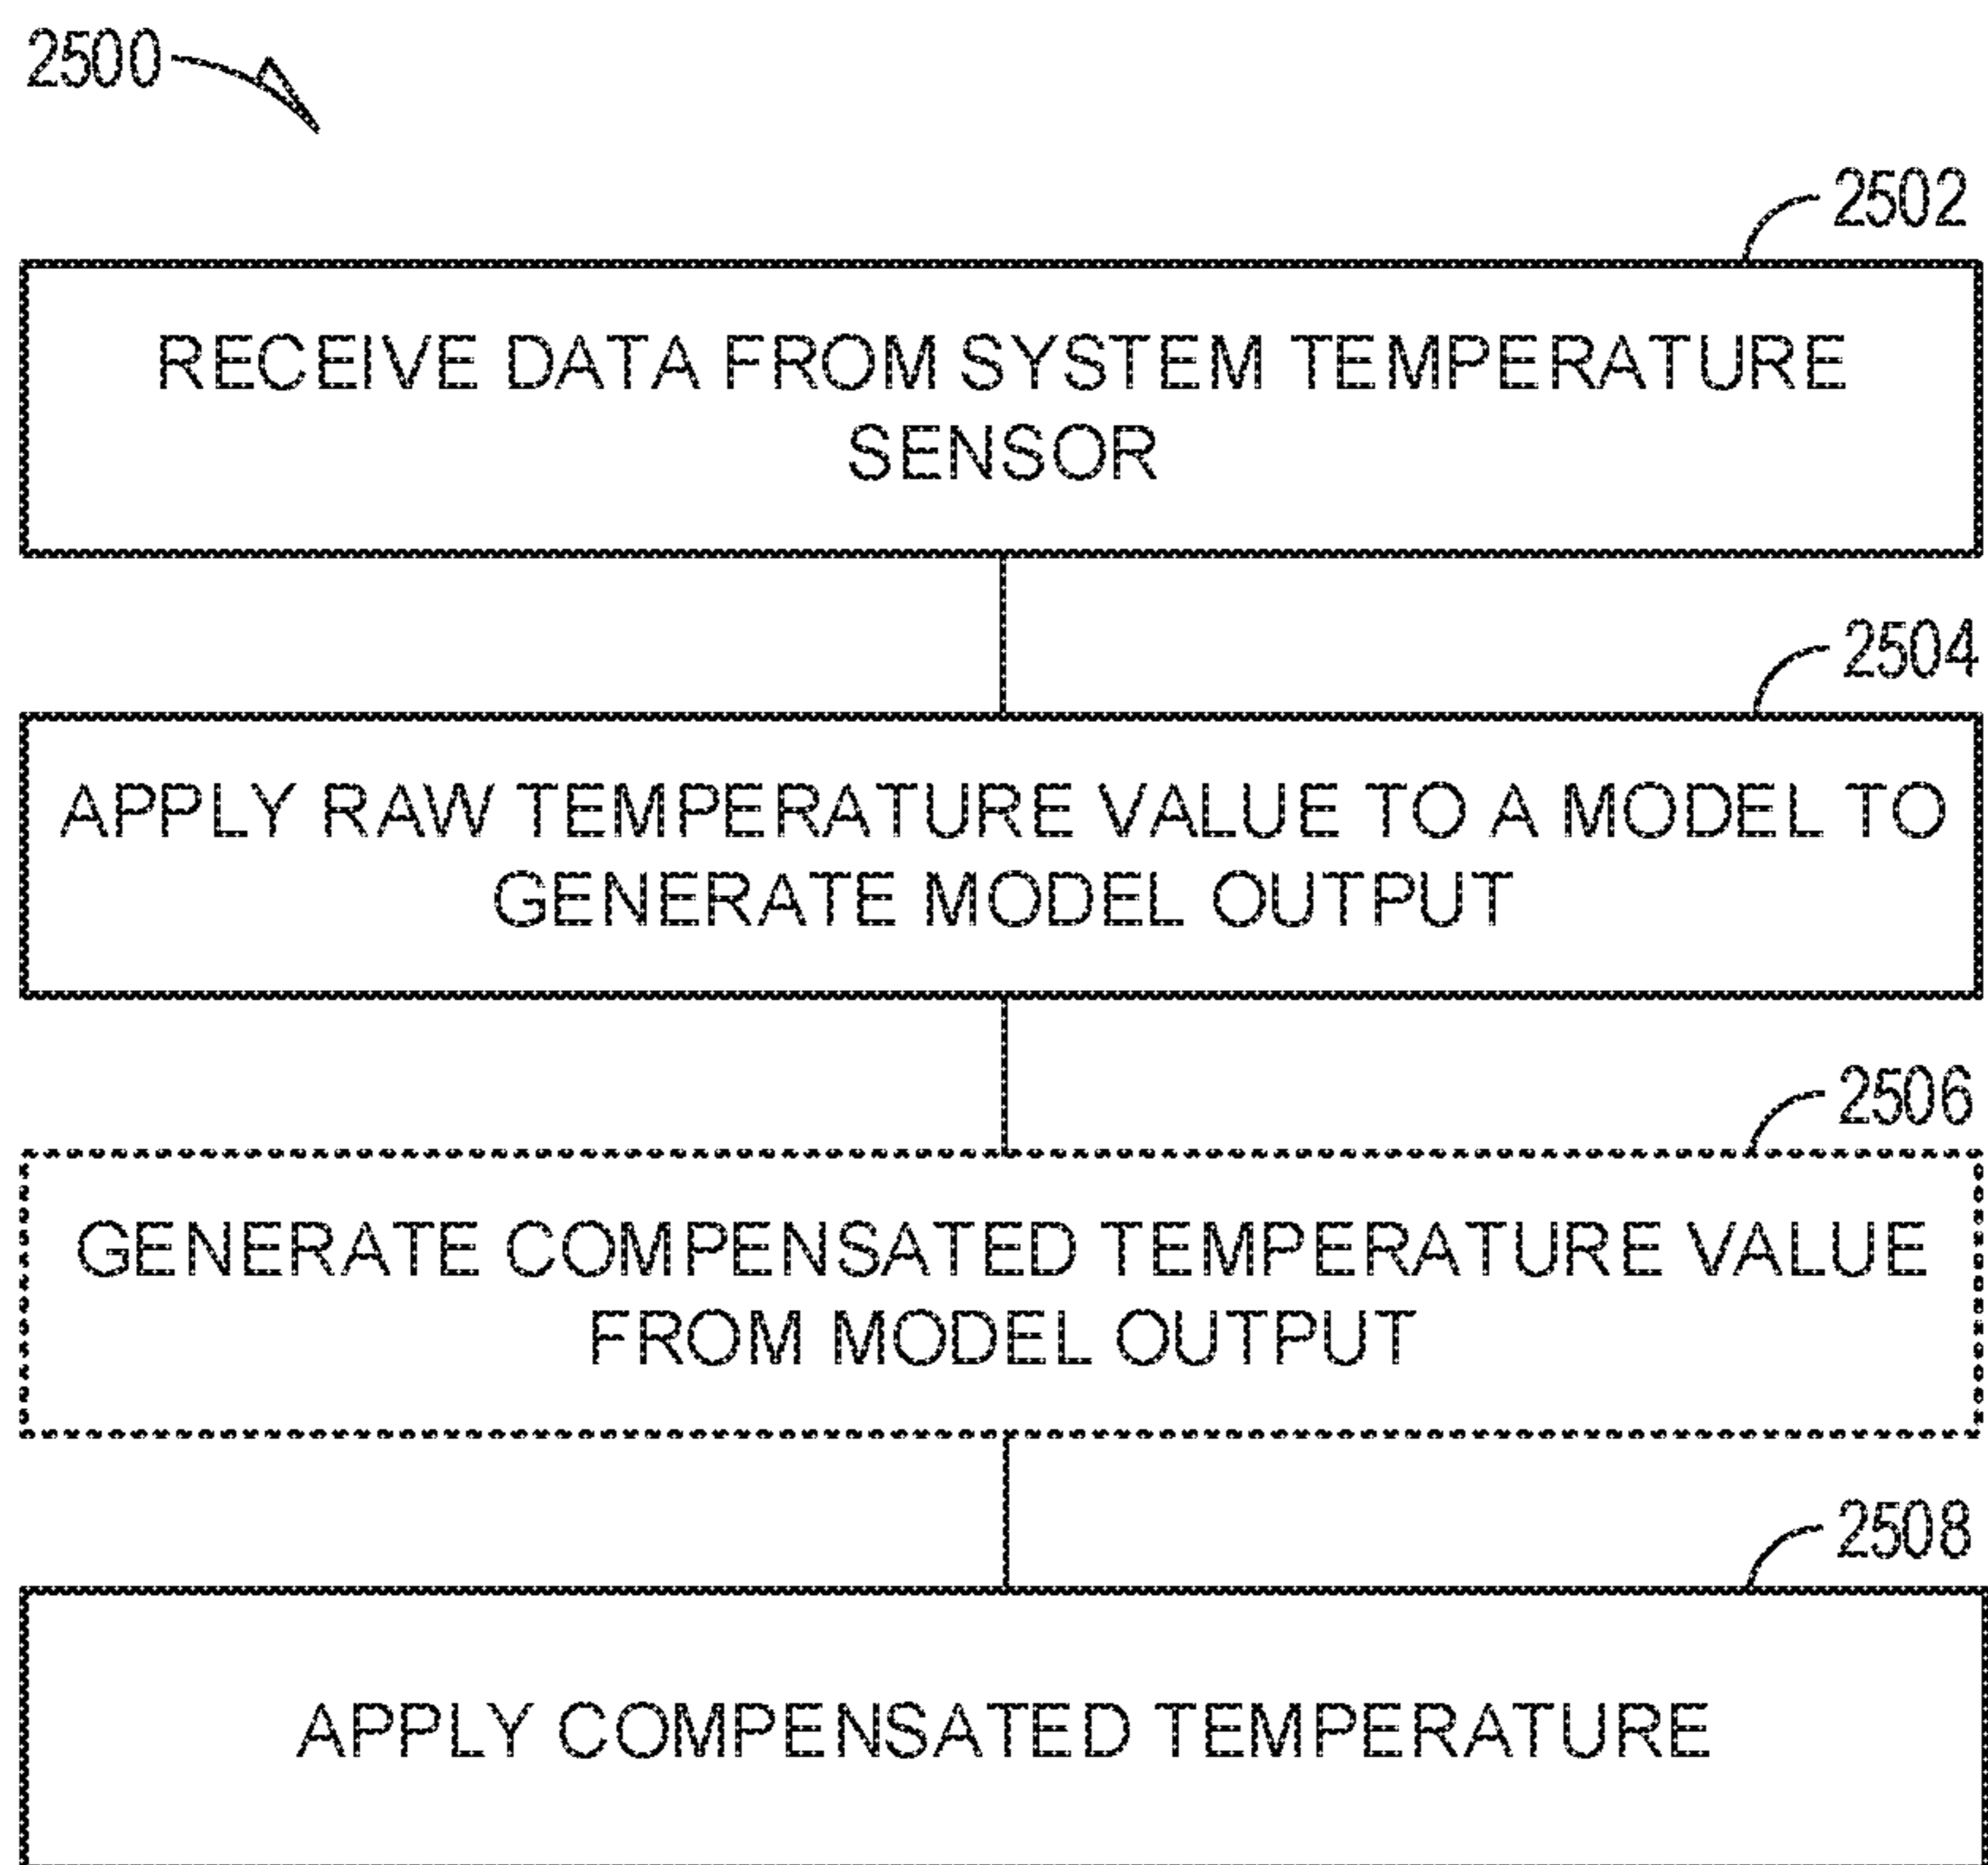 2500
2502
RECEIVE DATA FROM SYSTEM TEMPERATURE
SENSOR
2504
APPLY RAW TEMPERATURE VALUE TO A MODEL TO
GENERATE MODEL OUTPUT
2506
GENERATE COMPENSATED TEMPERATURE VALUE
FROM MODEL OUTPUT
2508
APPLY COMPENSATED TEMPERATURE